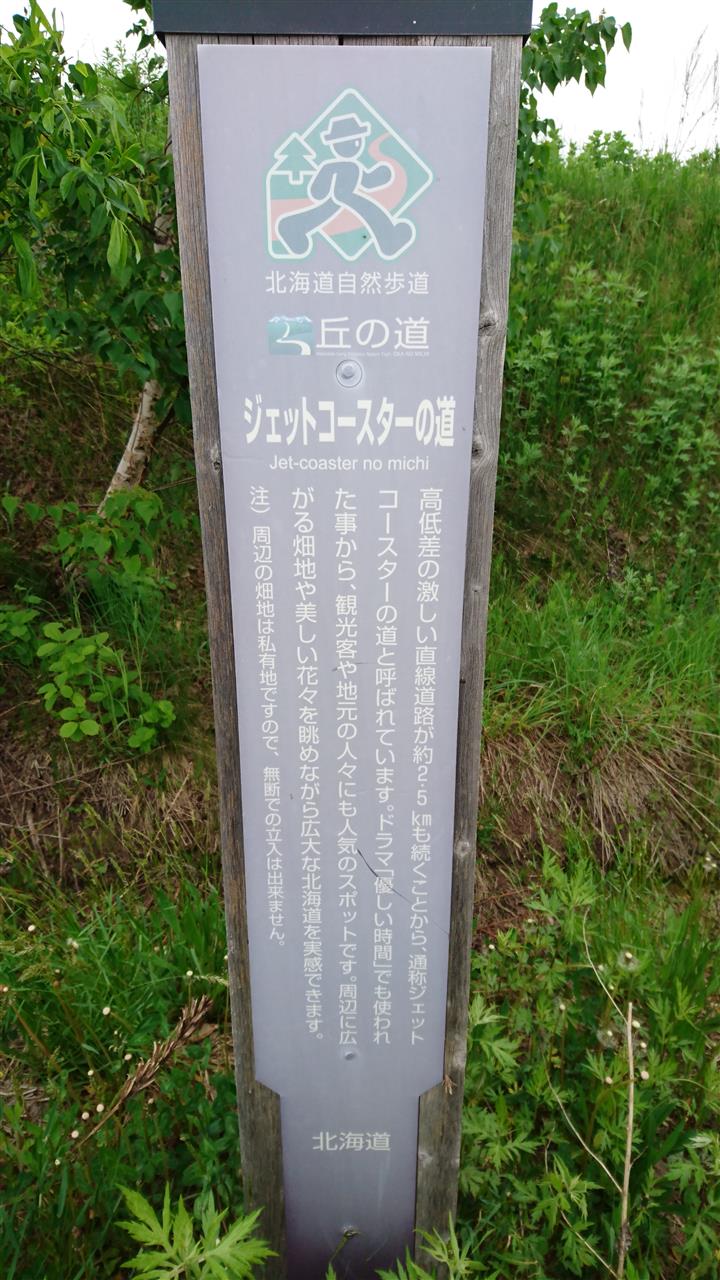 北海道自然歩道
丘の道
ジェットコースターの道
Jet-coaster no michi
高低差の激しい直線道路が約2.5㎞も続くことから、通称ジェット
コースターの道と呼ばれています。ドラマ「優しい時間」でも使われ
た事から、観光客や地元の人々にも人気のスポットです。周辺に広
がる畑地や美しい花々を眺めながら広大な北海道を実感できます。
注）周辺の畑地は私有地ですので、無断での立入は出来ません。
北海道